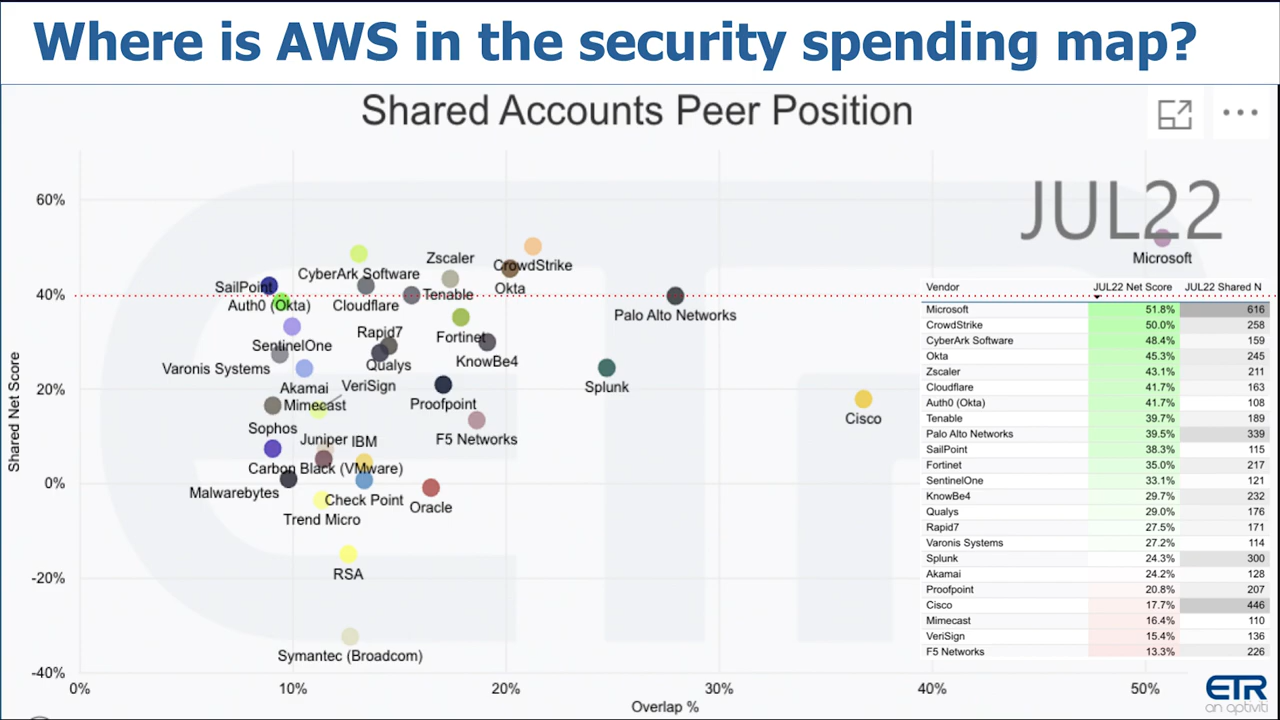 Where is AWS in the security spending map?
Shared Accounts Peer Position
JUL22
60%
40%
20%
0%
-20%
-40%
Shared Net Score
0%
10%
20%
30%
40%
50%
Overlap %
Microsoft
Zscaler
CrowdStrike
CyberArk Software
Okta
SailPoint
Tenable
Auth0 (Okta)
Cloudflare
Palo Alto Networks
Rapid7
Fortinet
SentinelOne
KnowBe4
Varonis Systems
Qualys
Akamai
VeriSign
Splunk
Mimecast
Proofpoint
Cisco
Sophos
Juniper
IBM
F5 Networks
Carbon Black (VMware)
Malwarebytes
Check Point
Oracle
Trend Micro
RSA
Symantec (Broadcom)
Vendor JUL22 Net Score JUL22 Shared N
Microsoft 51.8% 616
CrowdStrike 50.0% 258
CyberArk Software 48.4% 159
Okta 45.3% 245
Zscaler 43.1% 211
Cloudflare 41.7% 163
Auth0 (Okta) 41.7% 108
Tenable 39.7% 189
Palo Alto Networks 39.5% 339
SailPoint 38.3% 115
Fortinet 35.0% 217
SentinelOne 33.1% 121
KnowBe4 29.7% 232
Qualys 29.0% 176
Rapid7 27.5% 171
Varonis Systems 27.2% 114
Splunk 24.3% 300
Akamai 24.2% 128
Proofpoint 20.8% 207
Cisco 17.7% 446
Mimecast 16.4% 110
VeriSign 15.4% 136
F5 Networks 13.3% 226
ETR
an aptiviti